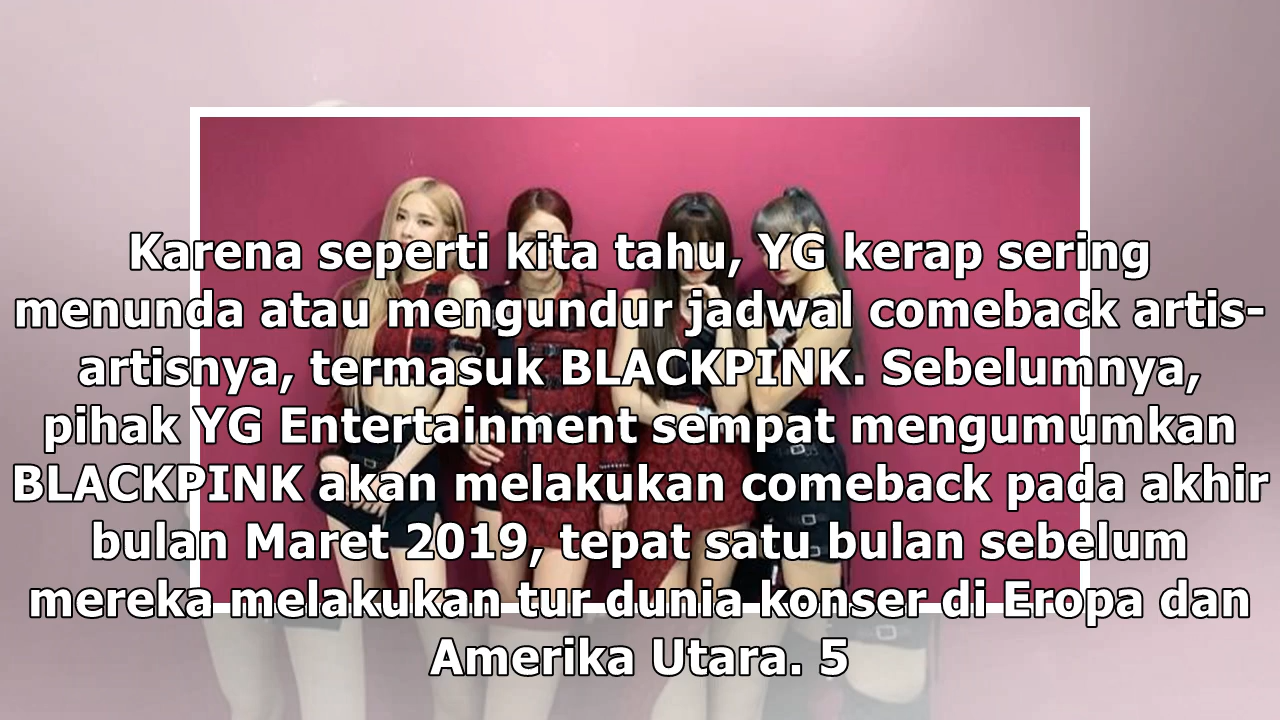 Karena seperti kita tahu, YG kerap sering
menunda atau mengundur jadwal comeback artis-
artisnya, termasuk BLACKPINK. Sebelumnya,
pihak YG Entertainment sempat mengumumkan
BLACKPINK akan melakukan comeback pada akhir
bulan Maret 2019, tepat satu bulan sebelum
mereka melakukan tur dunia konser di Eropa dan
Amerika Utara. 5